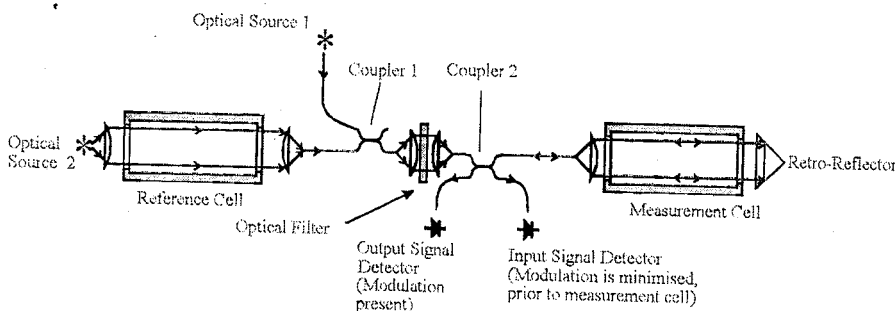 Optical Source 1
Coupler 1
Coupler 2
Optical
Source 2
Reference Cell
Optical Filter
Output Signal
Detector
(Modulation
present)
Input Signal Detector
(Modulation is minimised,
prior to measurement cell)
Measurement Cell
Retro-Reflector